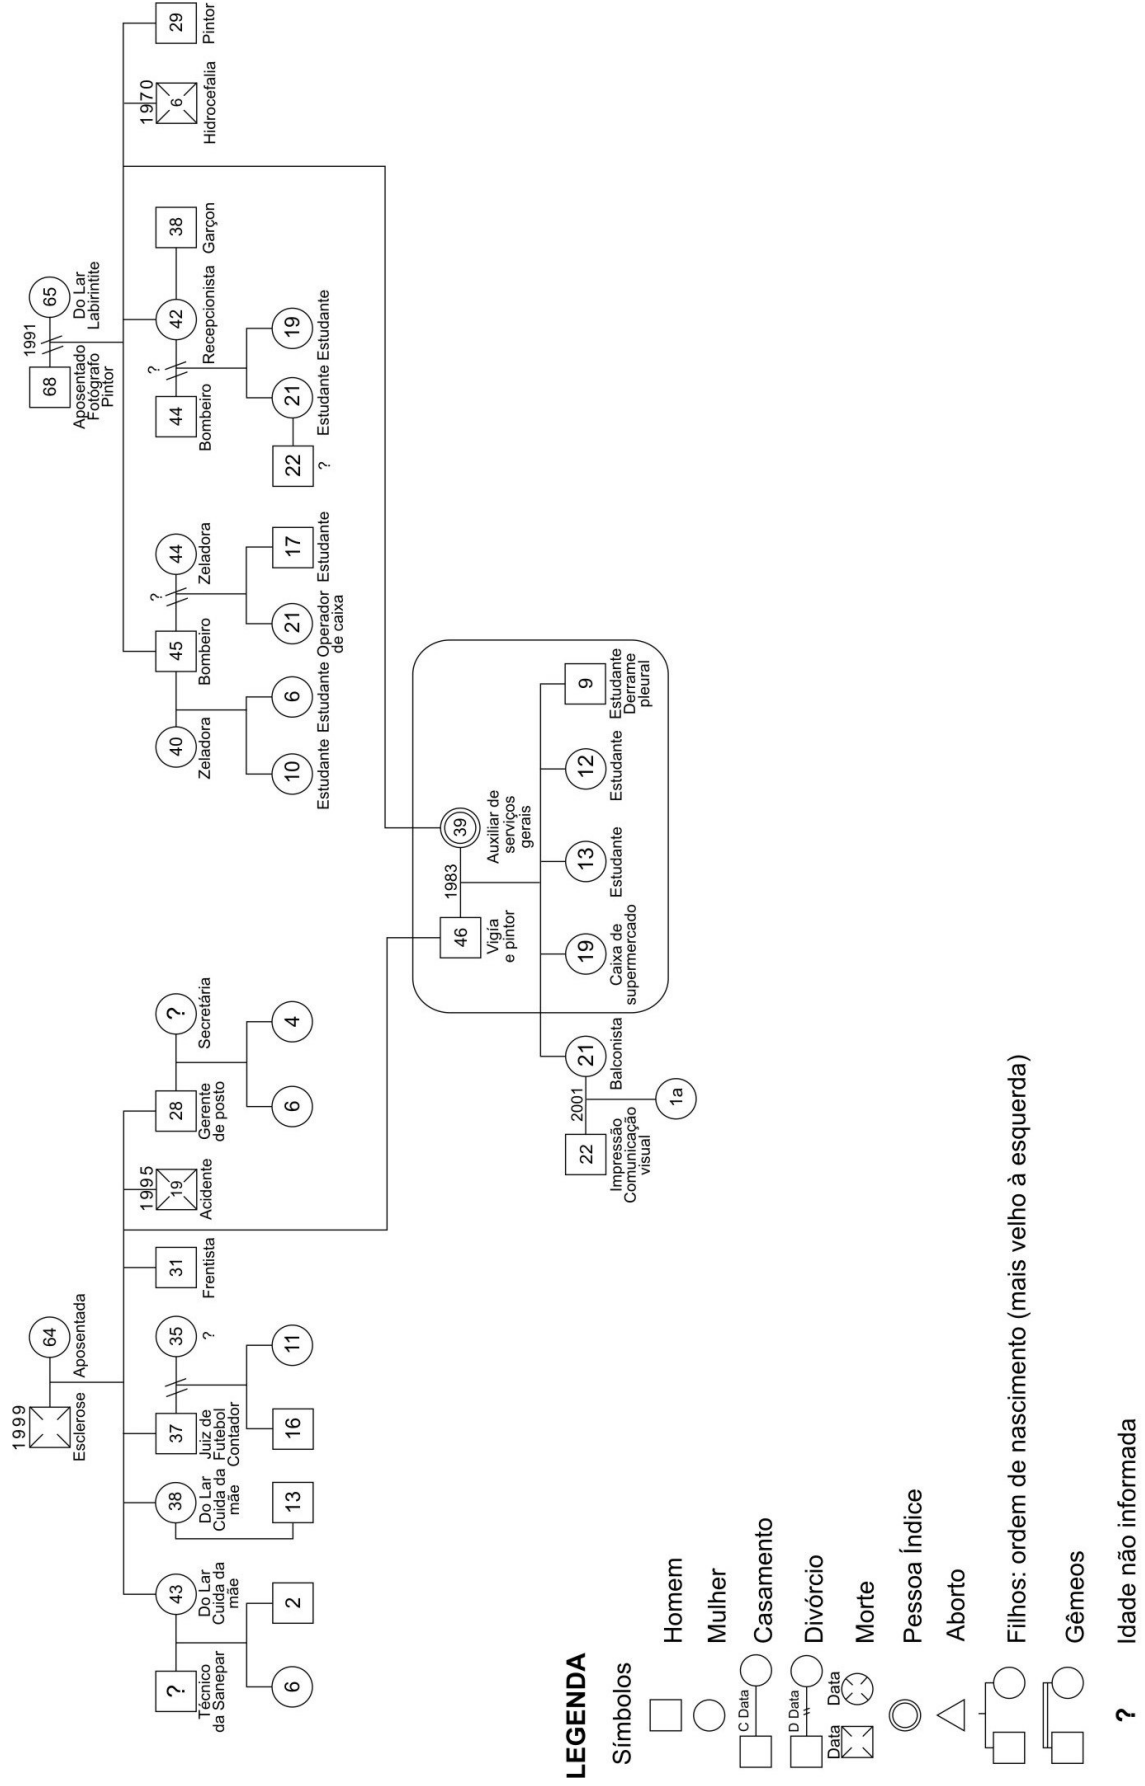 1999
Esclerose
64
Aposentada
?
Técnico
da Sanepar
43
Do Lar
Cuida da
mãe
6
2
38
Do Lar
Cuida da
mãe
13
37
Juiz de
Futebol
Contador
35
?
16
11
31
Frentista
1995
19
Acidente
28
Gerente
de posto
?
Secretária
6
4
1991
68
Aposentado
Fotógrafo
Pintor
65
Do Lar
Labirintite
40
Zeladora
45
Bombeiro
?
44
Zeladora
10
Estudante
6
Estudante
21
Operador
de caixa
17
Estudante
44
Bombeiro
?
42
Recepcionista
38
Garçon
22
?
21
Estudante
19
Estudante
1970
6
Hidrocefalia
29
Pintor
46
Vigía
e pintor
1983
39
Auxiliar de
serviços
gerais
22
Impressão
Comunicação
visual
2001
21
Balconista
1a
19
Caixa de
supermercado
13
Estudante
12
Estudante
9
Estudante
Derrame
pleural
LEGENDA
Símbolos
Homem
Mulher
C Data
Casamento
D Data
Divórcio
Data
Data
Morte
Pessoa Índice
Aborto
Filhos: ordem de nascimento (mais velho à esquerda)
Gêmeos
?
Idade não informada